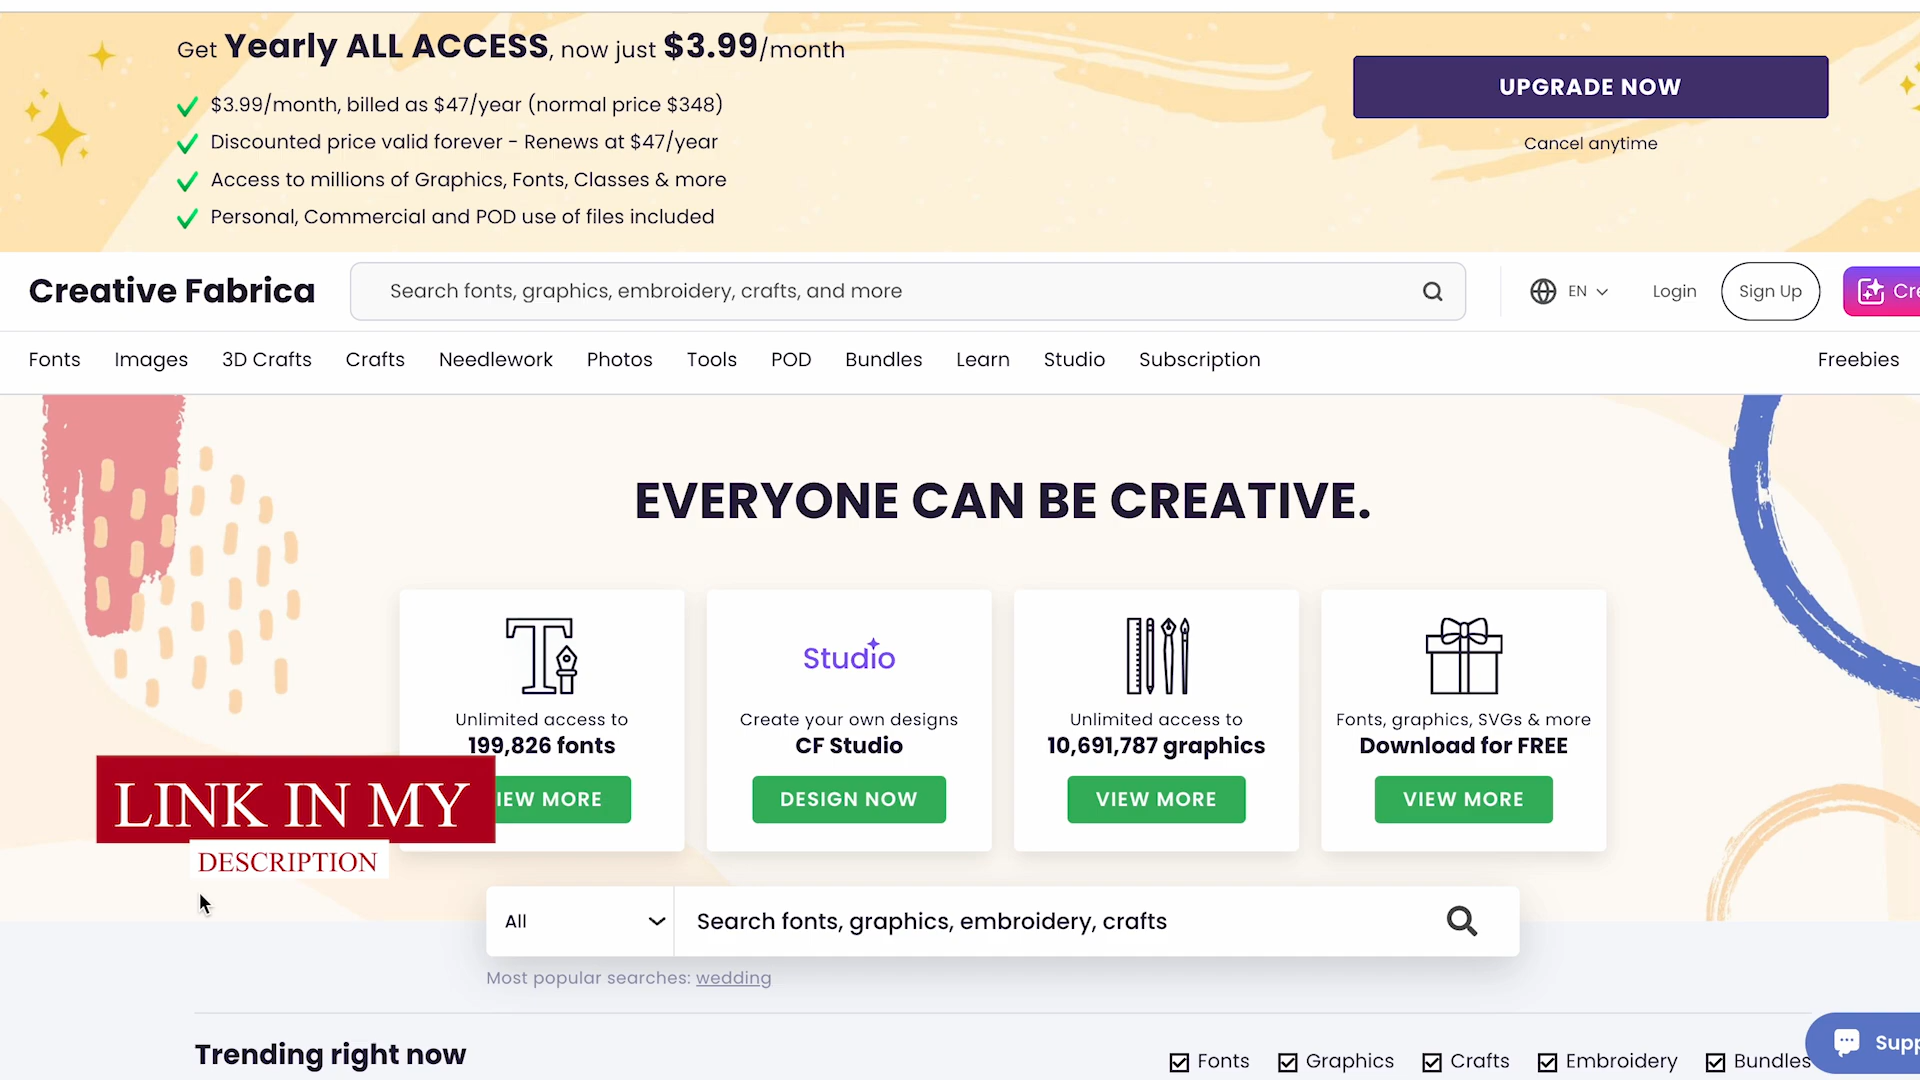 Get Yearly ALL ACCESS, now just $3.99/month
$3.99/month, billed as $47/year (normal price $348)
Discounted price valid forever - Renews at $47/year
Access to millions of Graphics, Fonts, Classes & more
Personal, Commercial and POD use of files included
UPGRADE NOW
Cancel anytime
Creative Fabrica
Search fonts, graphics, embroidery, crafts, and more
EN
Login
Sign Up
Fonts Images 3D Crafts Crafts Needlework Photos Tools POD Bundles Learn Studio Subscription Freebies
EVERYONE CAN BE CREATIVE.
Unlimited access to
199,826 fonts
IEW MORE
Studio
Create your own designs
CF Studio
DESIGN NOW
Unlimited access to
10,691,787 graphics
VIEW MORE
Fonts, graphics, SVGs & more
Download for FREE
VIEW MORE
LINK IN MY
DESCRIPTION
All
Search fonts, graphics, embroidery, crafts
Most popular searches: wedding
Trending right now
Fonts Graphics Crafts Embroidery Bundles